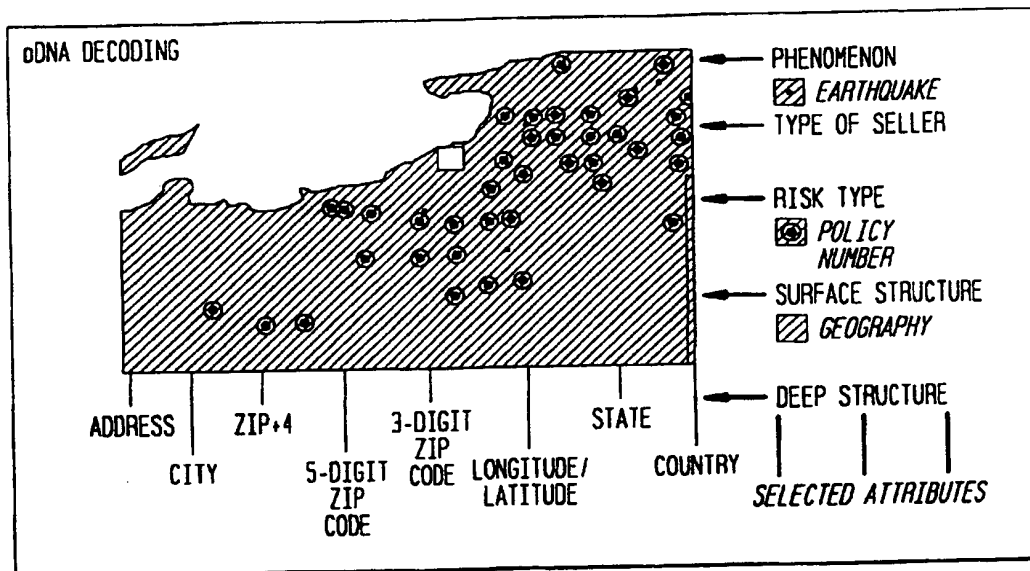 pDNA DECODING
PHENOMENON
EARTHQUAKE
TYPE OF SELLER
RISK TYPE
POLICY
NUMBER
SURFACE STRUCTURE
GEOGRAPHY
DEEP STRUCTURE
SELECTED ATTRIBUTES
ADDRESS
CITY
ZIP+4
5-DIGIT
ZIP
CODE
3-DIGIT
ZIP
CODE
LONGITUDE/
LATITUDE
STATE
COUNTRY